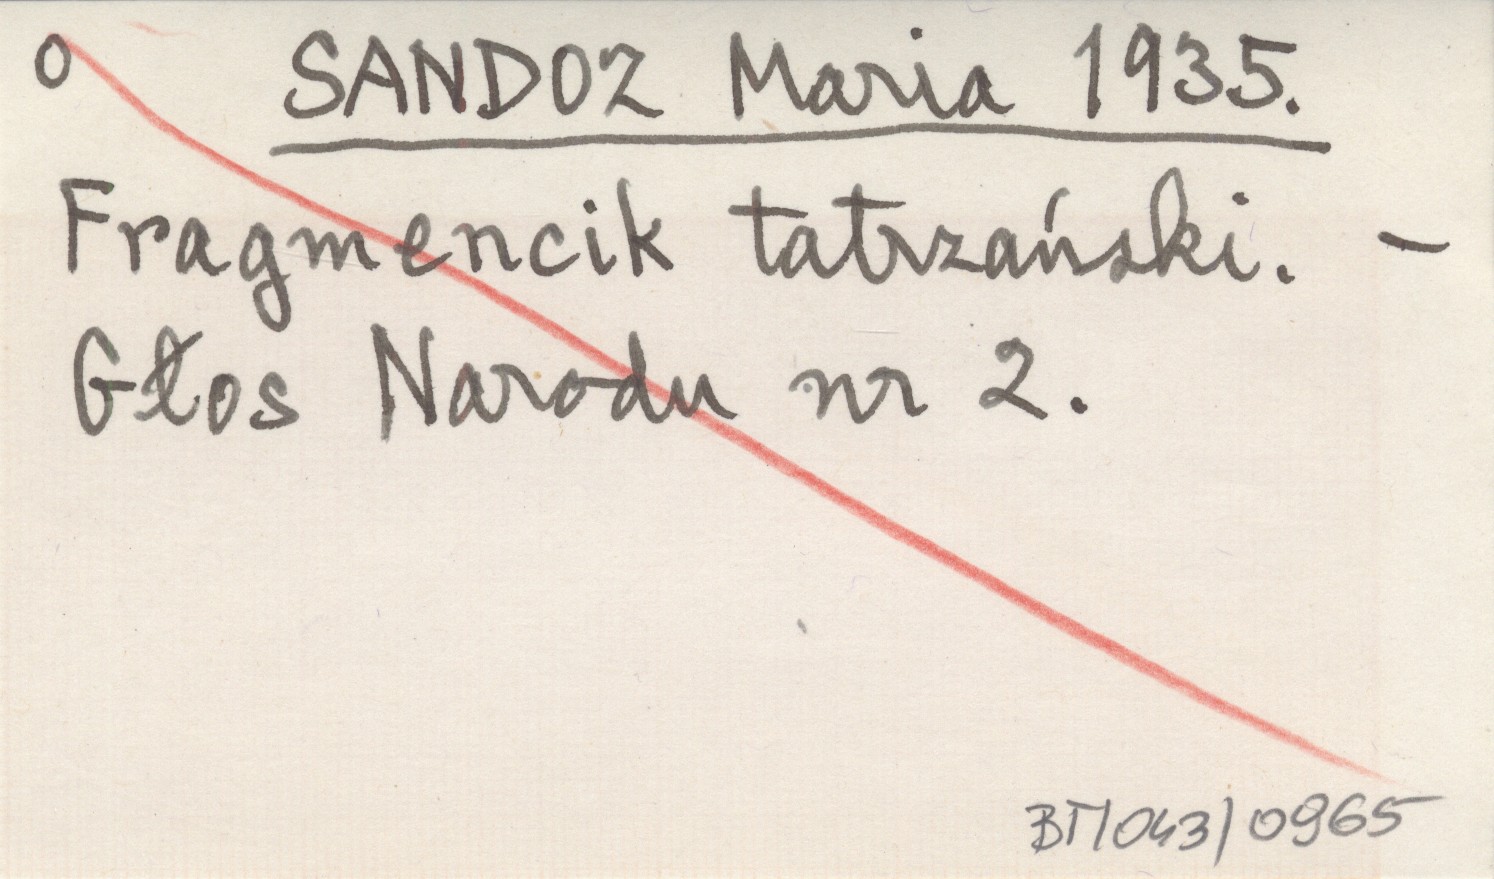 o SANDOZ Maria 1935.
Fragmencik tatrzański. –
Głos Narodu nr 2.
BT/043/0965